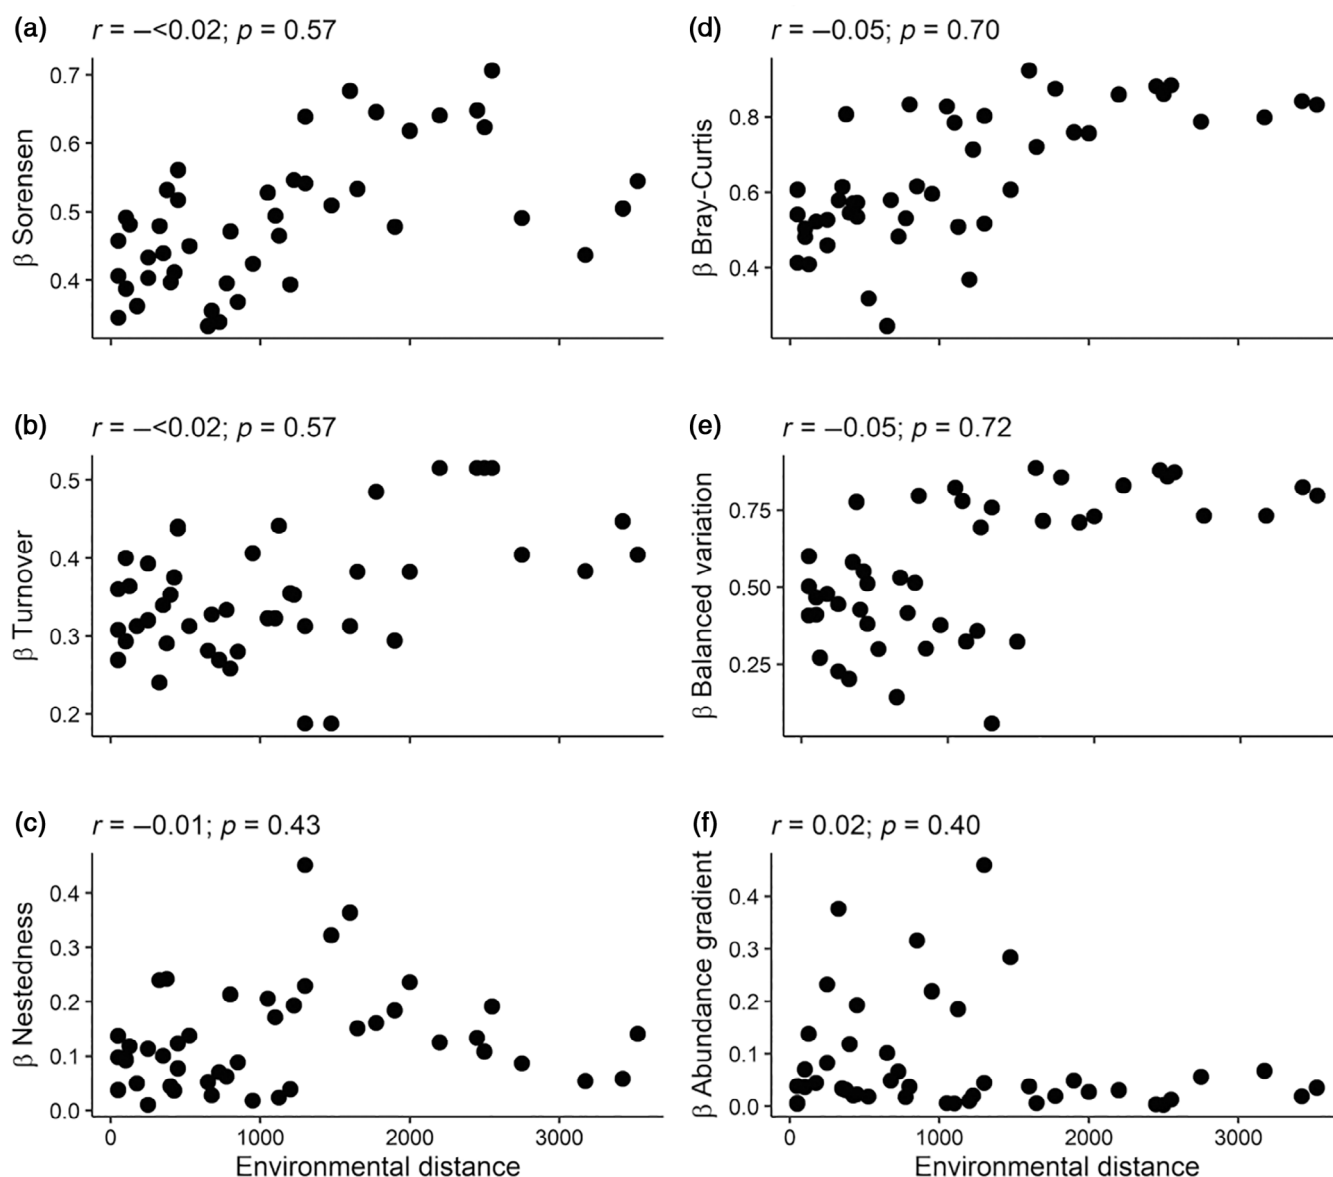 (a) r = –<0.02; p = 0.57
β Sorensen
0.7
0.6
0.5
0.4
(d) r = –0.05; p = 0.70
β Bray-Curtis
0.8
0.6
0.4
(b) r = –<0.02; p = 0.57
β Turnover
0.5
0.4
0.3
0.2
(e) r = –0.05; p = 0.72
β Balanced variation
0.75
0.50
0.25
(c) r = –0.01; p = 0.43
β Nestedness
0.4
0.3
0.2
0.1
0.0
0 1000 2000 3000
Environmental distance
(f) r = 0.02; p = 0.40
β Abundance gradient
0.4
0.3
0.2
0.1
0.0
0 1000 2000 3000
Environmental distance